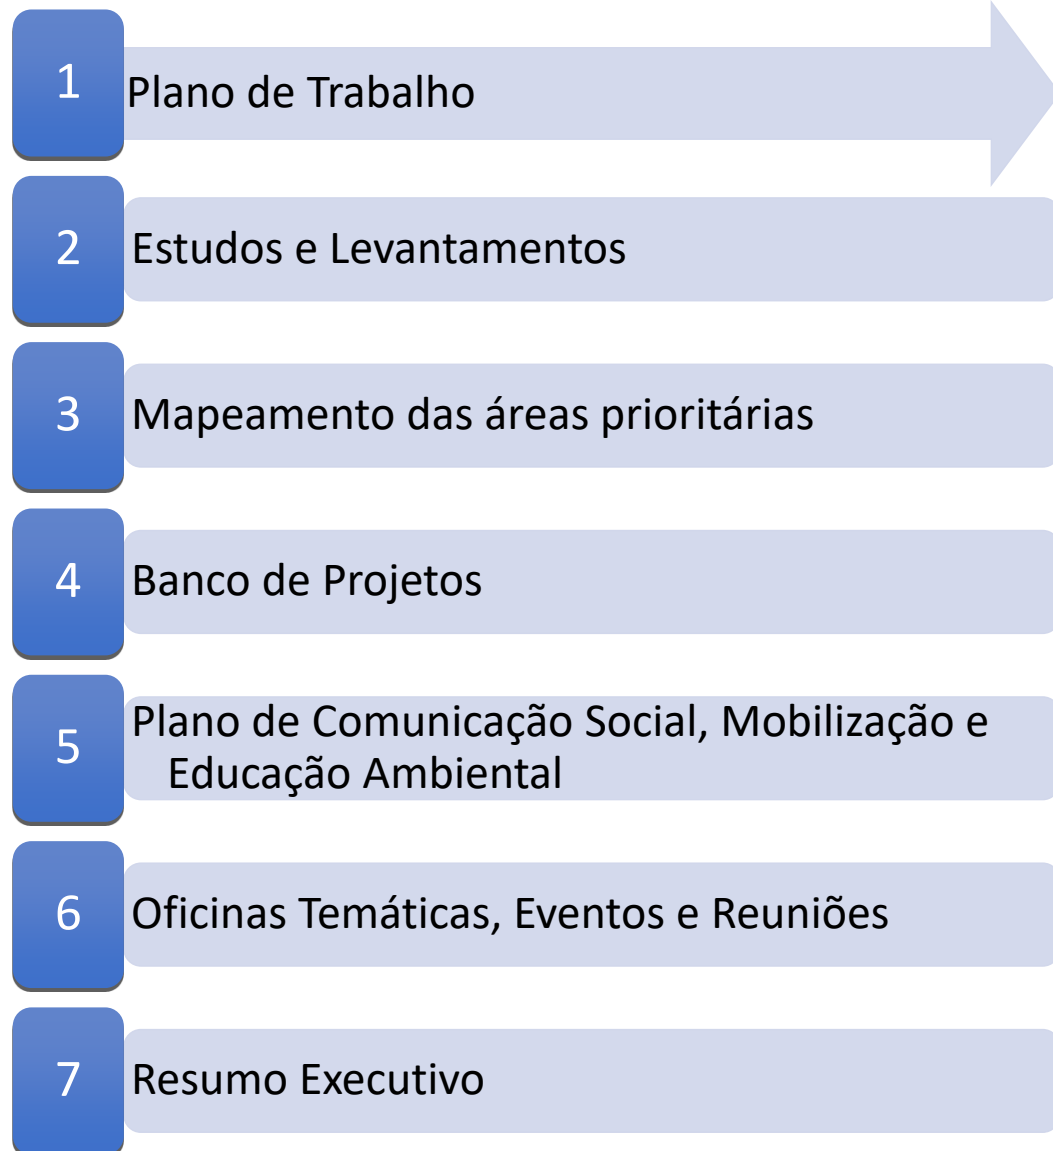 1
Plano de Trabalho
2
Estudos e Levantamentos
3
Mapeamento das áreas prioritárias
4
Banco de Projetos
5
Plano de Comunicação Social, Mobilização e
Educação Ambiental
6
Oficinas Temáticas, Eventos e Reuniões
7
Resumo Executivo